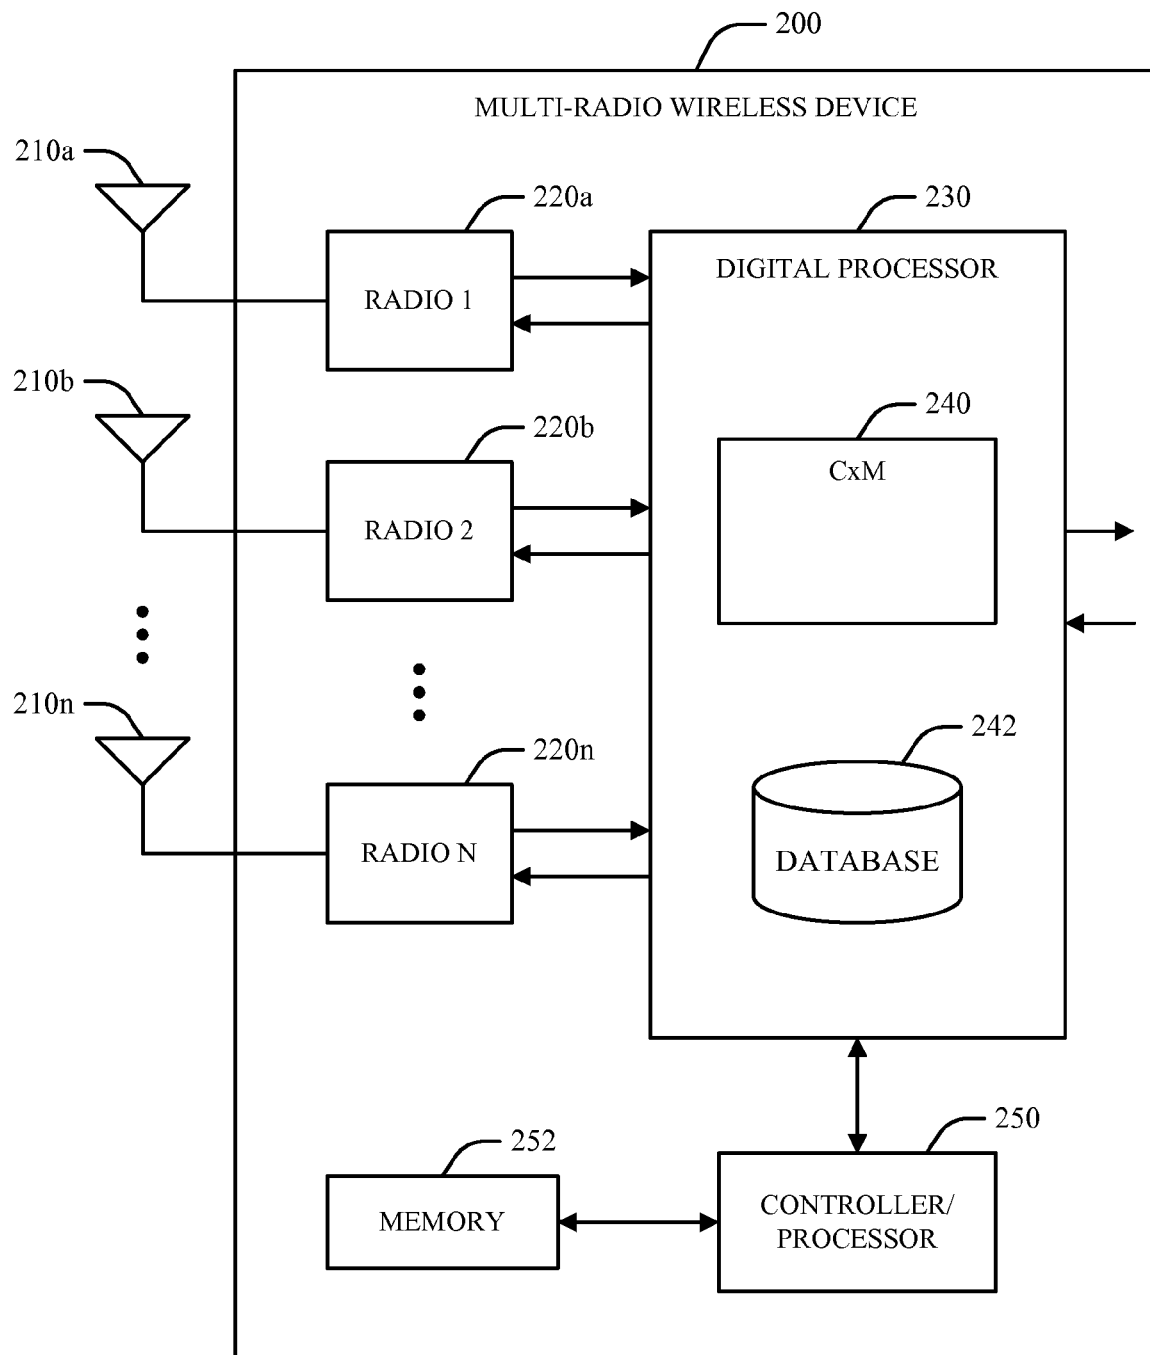 200
MULTI-RADIO WIRELESS DEVICE
210a
220a
230
RADIO 1
DIGITAL PROCESSOR
210b
220b
240
RADIO 2
CxM
210n
220n
242
RADIO N
DATABASE
252
250
MEMORY
CONTROLLER/
PROCESSOR